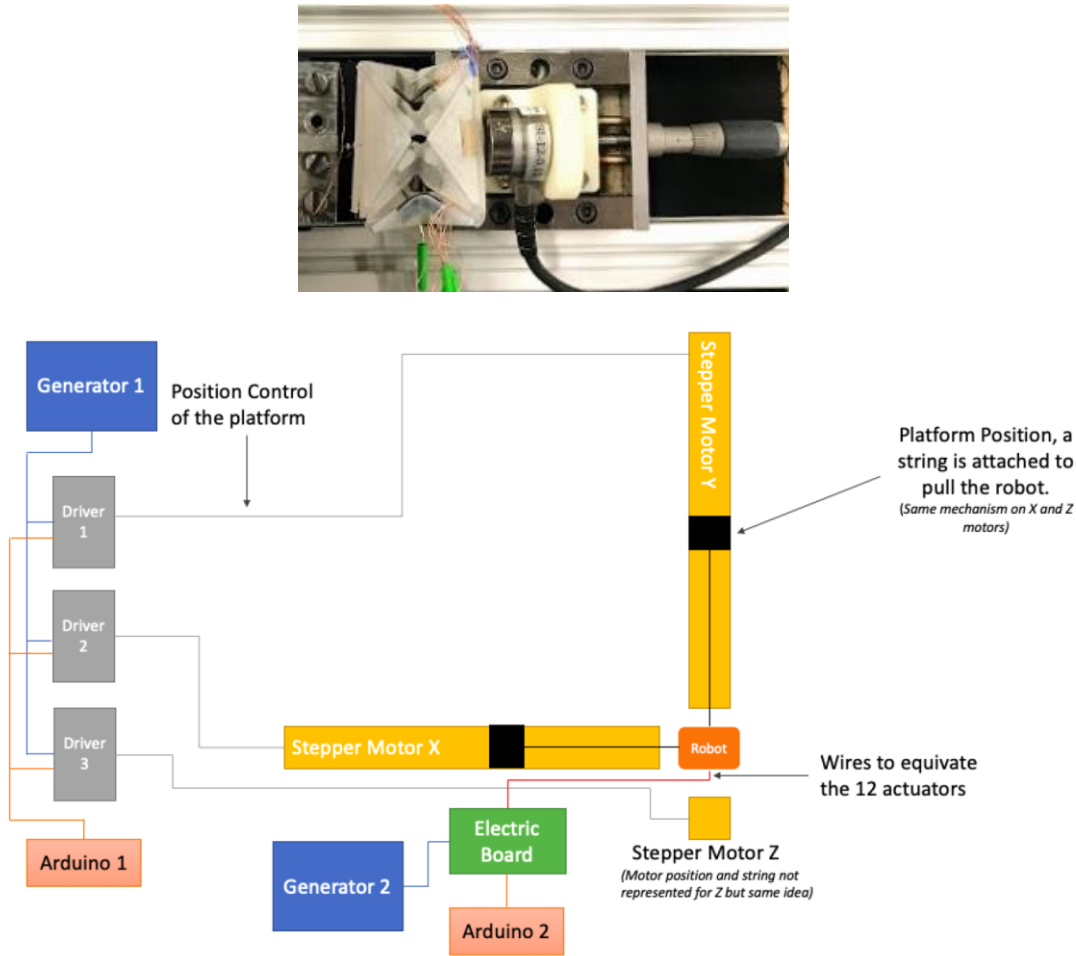 Generator 1
Position Control
of the platform
Stepper Motor Y
Platform Position, a
string is attached to
pull the robot.
(Same mechanism on X and Z
motors)
Driver
1
Driver
2
Driver
3
Stepper Motor X
Robot
Wires to equivate
the 12 actuators
Electric
Board
Stepper Motor Z
(Motor position and string not
represented for Z but same idea)
Arduino 1
Generator 2
Arduino 2